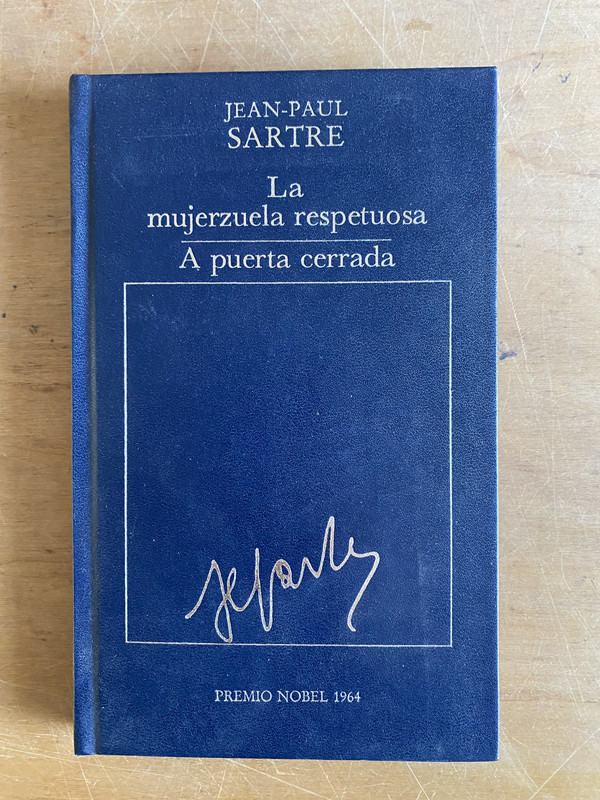 JEAN-PAUL
SARTRE
La
mujerzuela respetuosa
A puerta cerrada
PREMIO NOBEL 1964